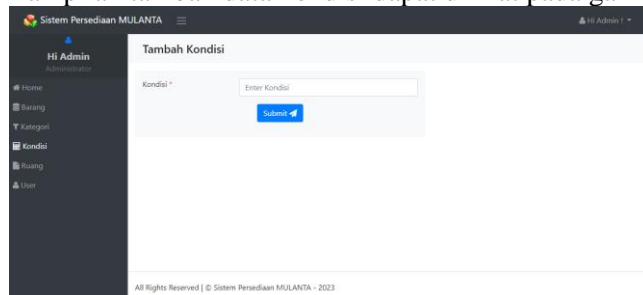 Sistem Persediaan MULANTA
Hi Admin !
Hi Admin
Administrator
Home
Barang
Kategori
Kondisi
Ruang
User
Tambah Kondisi
Kondisi *
Enter Kondisi
Submit
All Rights Reserved | © Sistem Persediaan MULANTA - 2023